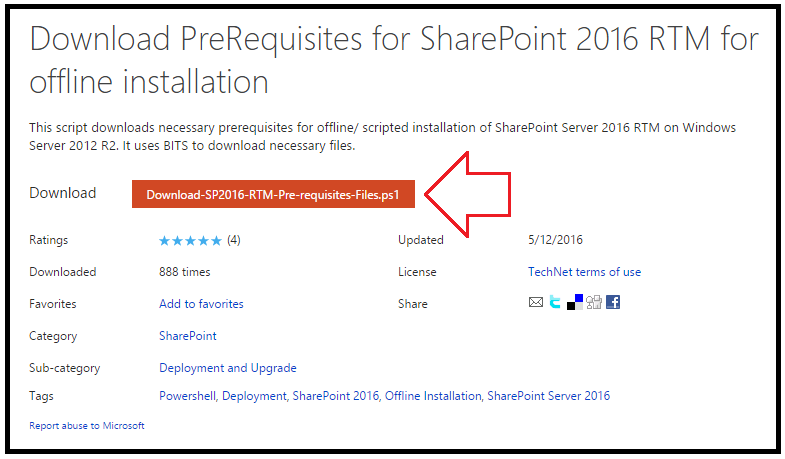 Download PreRequisites for SharePoint 2016 RTM for
offline installation
This script downloads necessary prerequisites for offline/ scripted installation of SharePoint Server 2016 RTM on Windows
Server 2012 R2. It uses BITS to download necessary files.
Download Download-SP2016-RTM-Pre-requisites-Files.ps1
Ratings (4) Updated 5/12/2016
Downloaded 888 times License TechNet terms of use
Favorites Add to favorites Share
Category SharePoint
Sub-category Deployment and Upgrade
Tags Powershell, Deployment, SharePoint 2016, Offline Installation, SharePoint Server 2016
Report abuse to Microsoft